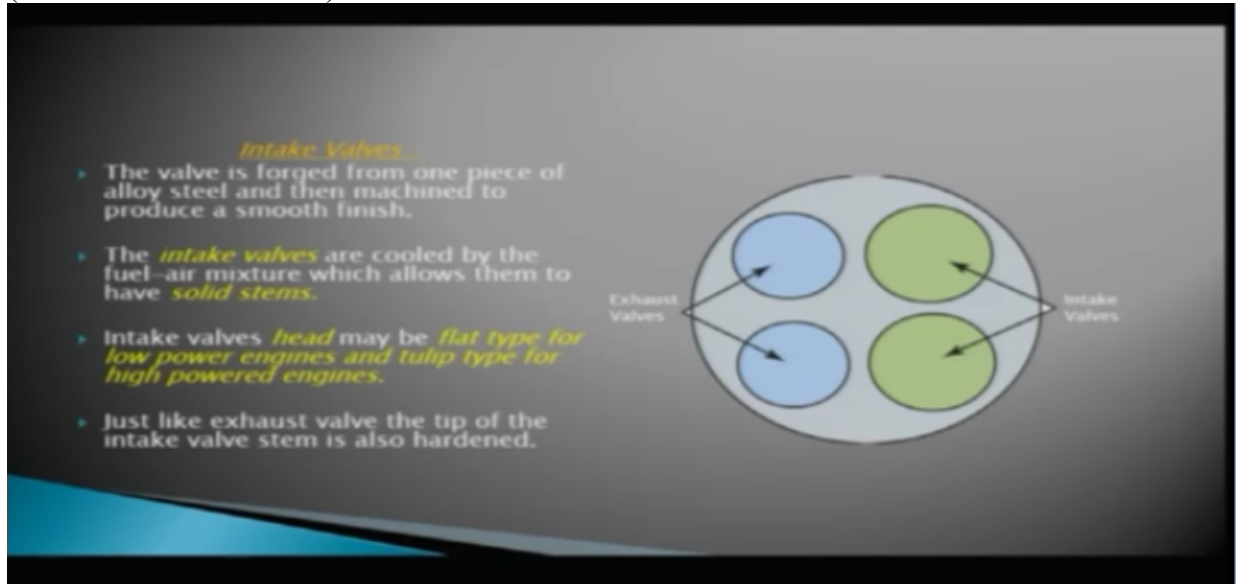 Intake Valves :
The valve is forged from one piece of
alloy steel and then machined to
produce a smooth finish.
The intake valves are cooled by the
fuel-air mixture which allows them to
have solid stems.
Intake valves head may be flat type for
low power engines and tulip type for
high powered engines.
Just like exhaust valve the tip of the
intake valve stem is also hardened.
Exhaust
Valves
Intake
Valves